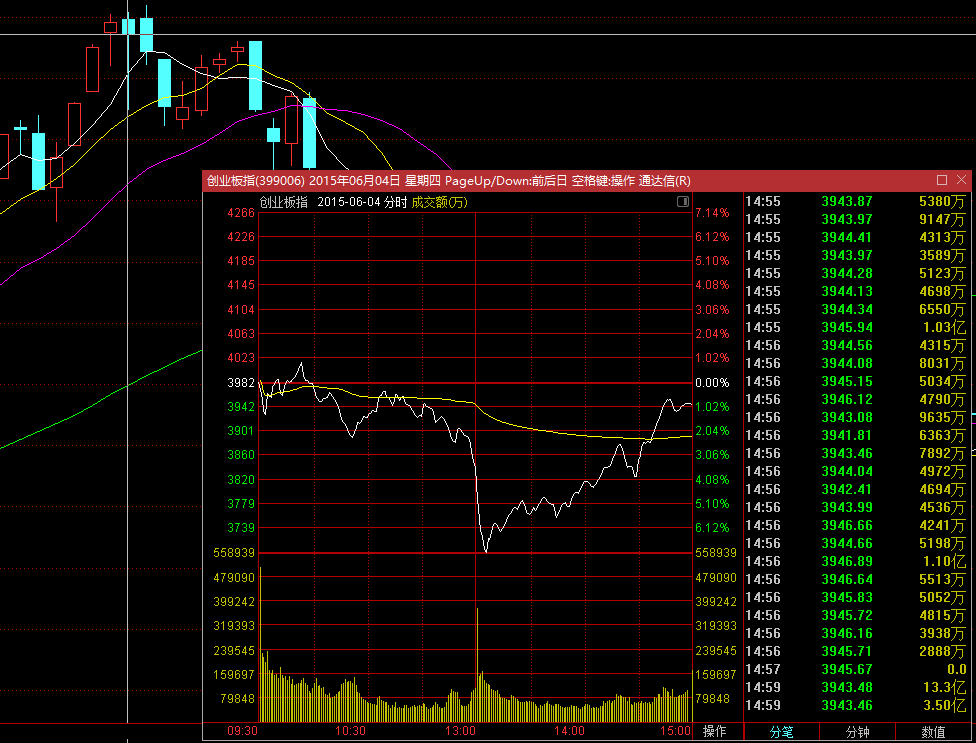 创业板指(399006) 2015年06月04日 星期四 PageUp/Down:前后日 空格键:操作 通达信(R)
创业板指 2015-06-04 分时 成交额(万)
4266 7.14%
4226 6.12%
4185 5.10%
4145 4.08%
4104 3.06%
4063 2.04%
4023 1.02%
3982 0.00%
3942 1.02%
3901 2.04%
3860 3.06%
3820 4.08%
3779 5.10%
3739 6.12%
558939 558939
479090 479090
399242 399242
319393 319393
239545 239545
159697 159697
79848 79848
09:30 10:30 13:00 14:00 15:00 操作
14:55 3943.87 5380万
14:55 3943.97 9147万
14:55 3944.41 4313万
14:55 3943.97 3589万
14:55 3944.28 5123万
14:55 3944.13 4698万
14:55 3944.34 6550万
14:55 3945.94 1.03亿
14:56 3944.56 4315万
14:56 3944.08 8031万
14:56 3945.15 5034万
14:56 3946.12 4790万
14:56 3943.08 9635万
14:56 3941.81 6363万
14:56 3943.46 7892万
14:56 3944.04 4972万
14:56 3942.41 4694万
14:56 3943.99 4536万
14:56 3946.66 4241万
14:56 3944.66 5198万
14:56 3946.89 1.10亿
14:56 3946.64 5513万
14:56 3945.83 5052万
14:56 3945.72 4815万
14:56 3946.16 3938万
14:56 3945.71 2888万
14:57 3945.67 0.0
14:59 3943.48 13.3亿
14:59 3943.46 3.50亿
分笔 分钟 数值